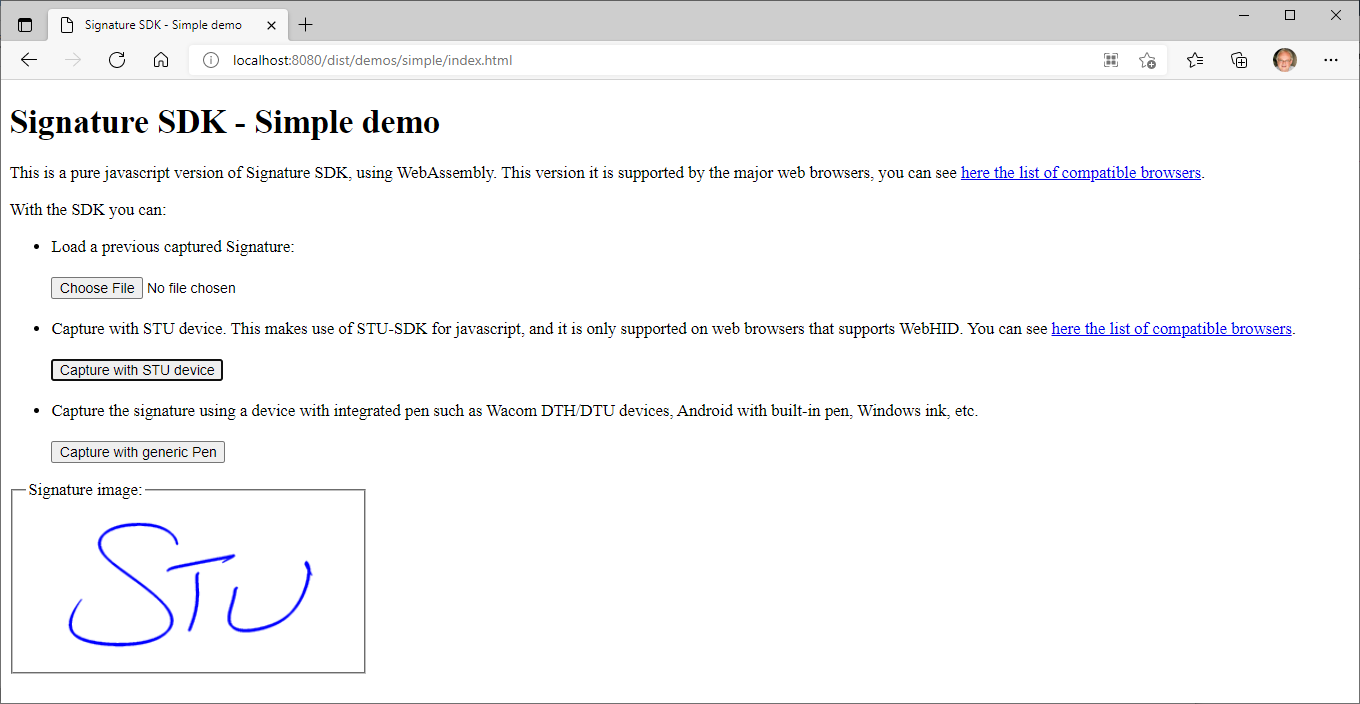 Signature SDK - Simple demo
localhost:8080/dist/demos/simple/index.html
Signature SDK - Simple demo
This is a pure javascript version of Signature SDK, using WebAssembly. This version it is supported by the major web browsers, you can see here the list of compatible browsers.
With the SDK you can:
• Load a previous captured Signature:
Choose File No file chosen
• Capture with STU device. This makes use of STU-SDK for javascript, and it is only supported on web browsers that supports WebHID. You can see here the list of compatible browsers.
Capture with STU device
• Capture the signature using a device with integrated pen such as Wacom DTH/DTU devices, Android with built-in pen, Windows ink, etc.
Capture with generic Pen
Signature image:
STU